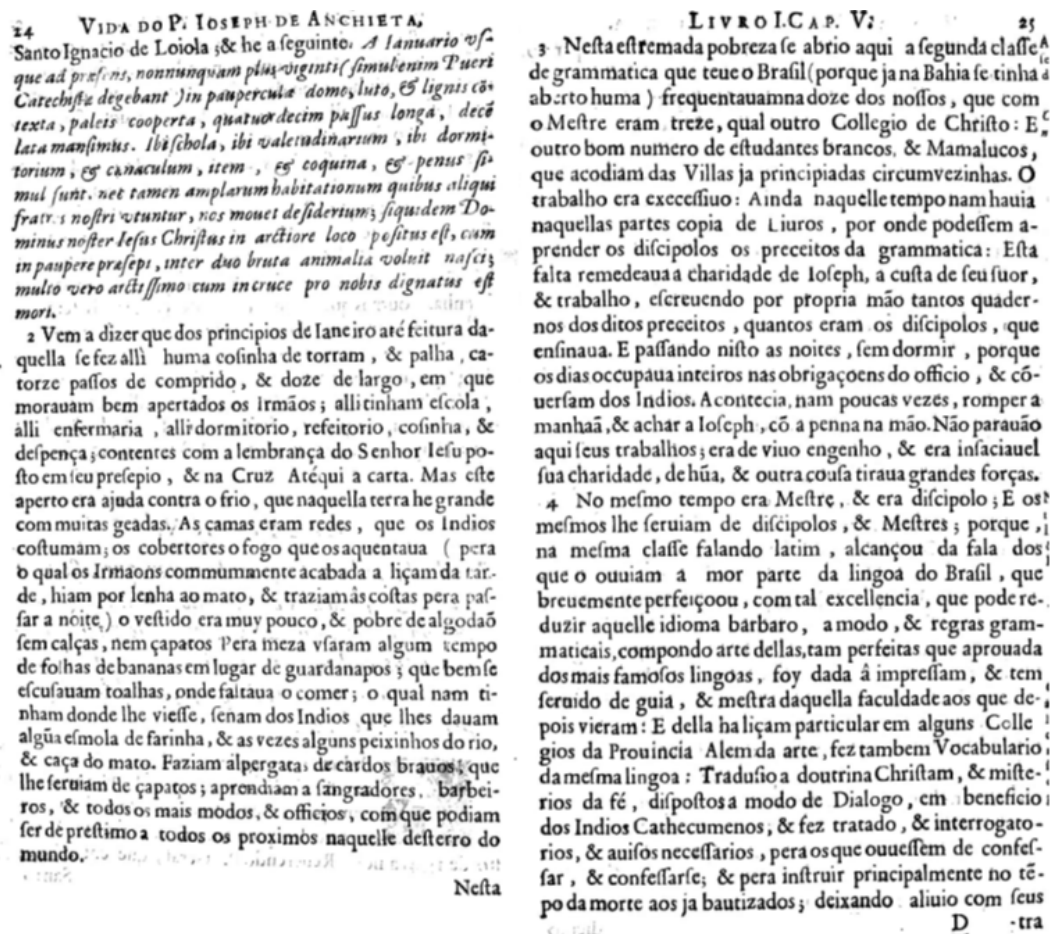 24 VIDA DO P. IOSEPH DE ANCHIETA,
Santo Ignacio de Loiola ;& he a ſeguinte. A Ianuario vſ-
que ad præſens, nonnunquam pluſ viginti( ſimul enim Pueri
Catechiſtæ degebant )in paupercula domo, luto, & lignis cō-
texta, paleis cooperta, quatuordecim paſſus longa, decē
lata manſimus. Ibi ſchola, ibi valetudinarium, ibi dormi-
torium, & cænaculum, item, & coquina, & penus ſi-
mul ſunt. net tamen amplarum habitationum quibus aliqui
fratres noſtri vtuntur, nos mouet deſiderium; ſiquidem Do-
minus noſter Ieſus Chriſtus in arctiore loco poſitus eſt, cum
in paupere præſepi, inter duo bruta animalia voluit naſci;
multo vero arctiſſimo cum in cruce pro nobis dignatus eſt
mori.
2 Vem a dizer que dos principios de Ianeiro até feitura da-
quella ſe fez alli huma coſinha de torram, & palha, ca-
torze paſſos de comprido, & doze de largo, em que
morauam bem apertados os Irmãos; alli tinham eſcola,
alli enfermaria, alli dormitorio, refeitorio, coſinha, &
deſpença; contentes com a lembrança do Senhor Ieſu po-
ſto em ſeu preſepio, & na Cruz Atéqui a carta. Mas eſte
aperto era ajuda contra o frio, que naquella terra he grande
com muitas geadas. As camas eram redes, que os Indios
coſtumam; os cobertores o fogo que os aquentaua ( pera
o qual os Irmaons commummente acabada a liçam da tar-
de, hiam por lenha ao mato, & traziam às coſtas pera paſ-
ſar a noite) o veſtido era muy pouco, & pobre de algodaõ
ſem calças, nem çapatos Pera meza vſaram algum tempo
de folhas de bananas em lugar de guardanapos; que bem ſe
eſcuſauam toalhas, onde faltaua o comer; o qual nam ti-
nham donde lhe vieſſe, ſenam dos Indios que lhes dauam
algũa eſmola de farinha, & as vezes alguns peixinhos do rio,
& caça do mato. Faziam alpergatas de cardos brauos, que
lhe ſeruiam de çapatos; aprendiam a ſangradores, barbei-
ros, & todos os mais modos, & officios, com que podiam
ſer de preſtimo a todos os proximos naquelle deſterro do
mundo.
Neſta
LIVRO I. CAP. V. 25
3 Neſta eſtremada pobreza ſe abrio aqui a ſegunda claſſe
de grammatica que teue o Braſil (porque ja na Bahia ſe tinha
aberto huma ) frequentauamna doze dos noſſos, que com
o Meſtre eram treze, qual outro Collegio de Chriſto: E
outro bom numero de eſtudantes brancos, & Mamalucos,
que acodiam das Villas ja principiadas circumvezinhas. O
trabalho era exceſſiuo: Ainda naquelle tempo nam hauia
naquellas partes copia de Liuros, por onde podeſſem a-
prender os diſcipolos os preceitos da grammatica: Eſta
falta remedeaua a charidade de Ioſeph, a cuſta de ſeu ſuor,
& trabalho, eſcreuendo por propria mão tantos quader-
nos dos ditos preceitos, quantos eram os diſcipolos, que
enſinaua. E paſſando niſto as noites, ſem dormir, porque
os dias occupaua inteiros nas obrigaçoens do officio, & cō-
uerſam dos Indios. Acontecia, nam poucas vezes, romper a
manhaã, & achar a Ioſeph, cō a penna na mão. Não parauão
aqui ſeus trabalhos; era de viuo engenho, & era inſaciauel
ſua charidade, de hũa, & outra couſa tiraua grandes forças.
4 No meſmo tempo era Meſtre, & era diſcipolo; E os
meſmos lhe ſeruiam de diſcipolos, & Meſtres; porque,
na meſma claſſe falando latim, alcançou da fala dos
que o ouuiam a mor parte da lingoa do Braſil, que
breuemente perfeiçoou, com tal excellencia, que pode re-
duzir aquelle idioma barbaro, a modo, & regras gram-
maticais, compondo arte dellas, tam perfeitas que aprouada
dos mais famoſos lingoas, foy dada â impreſſam, & tem
ſeruido de guia, & meſtra daquella faculdade aos que de-
pois vieram: E della ha liçam particular em alguns Colle
gios da Prouincia Alem da arte, fez tambem Vocabulario
da meſma lingoa: Traduſio a doutrina Chriſtam, & miſte-
rios da fé, diſpoſtos a modo de Dialogo, em beneficio
dos Indios Cathecumenos, & fez tratado, & interrogato-
rios, & auiſos neceſſarios, pera os que ouueſſem de confeſ-
ſar, & confeſſarſe; & pera inſtruir principalmente no tē-
po da morte aos ja bautizados; deixando aliuio com ſeus
D -tra